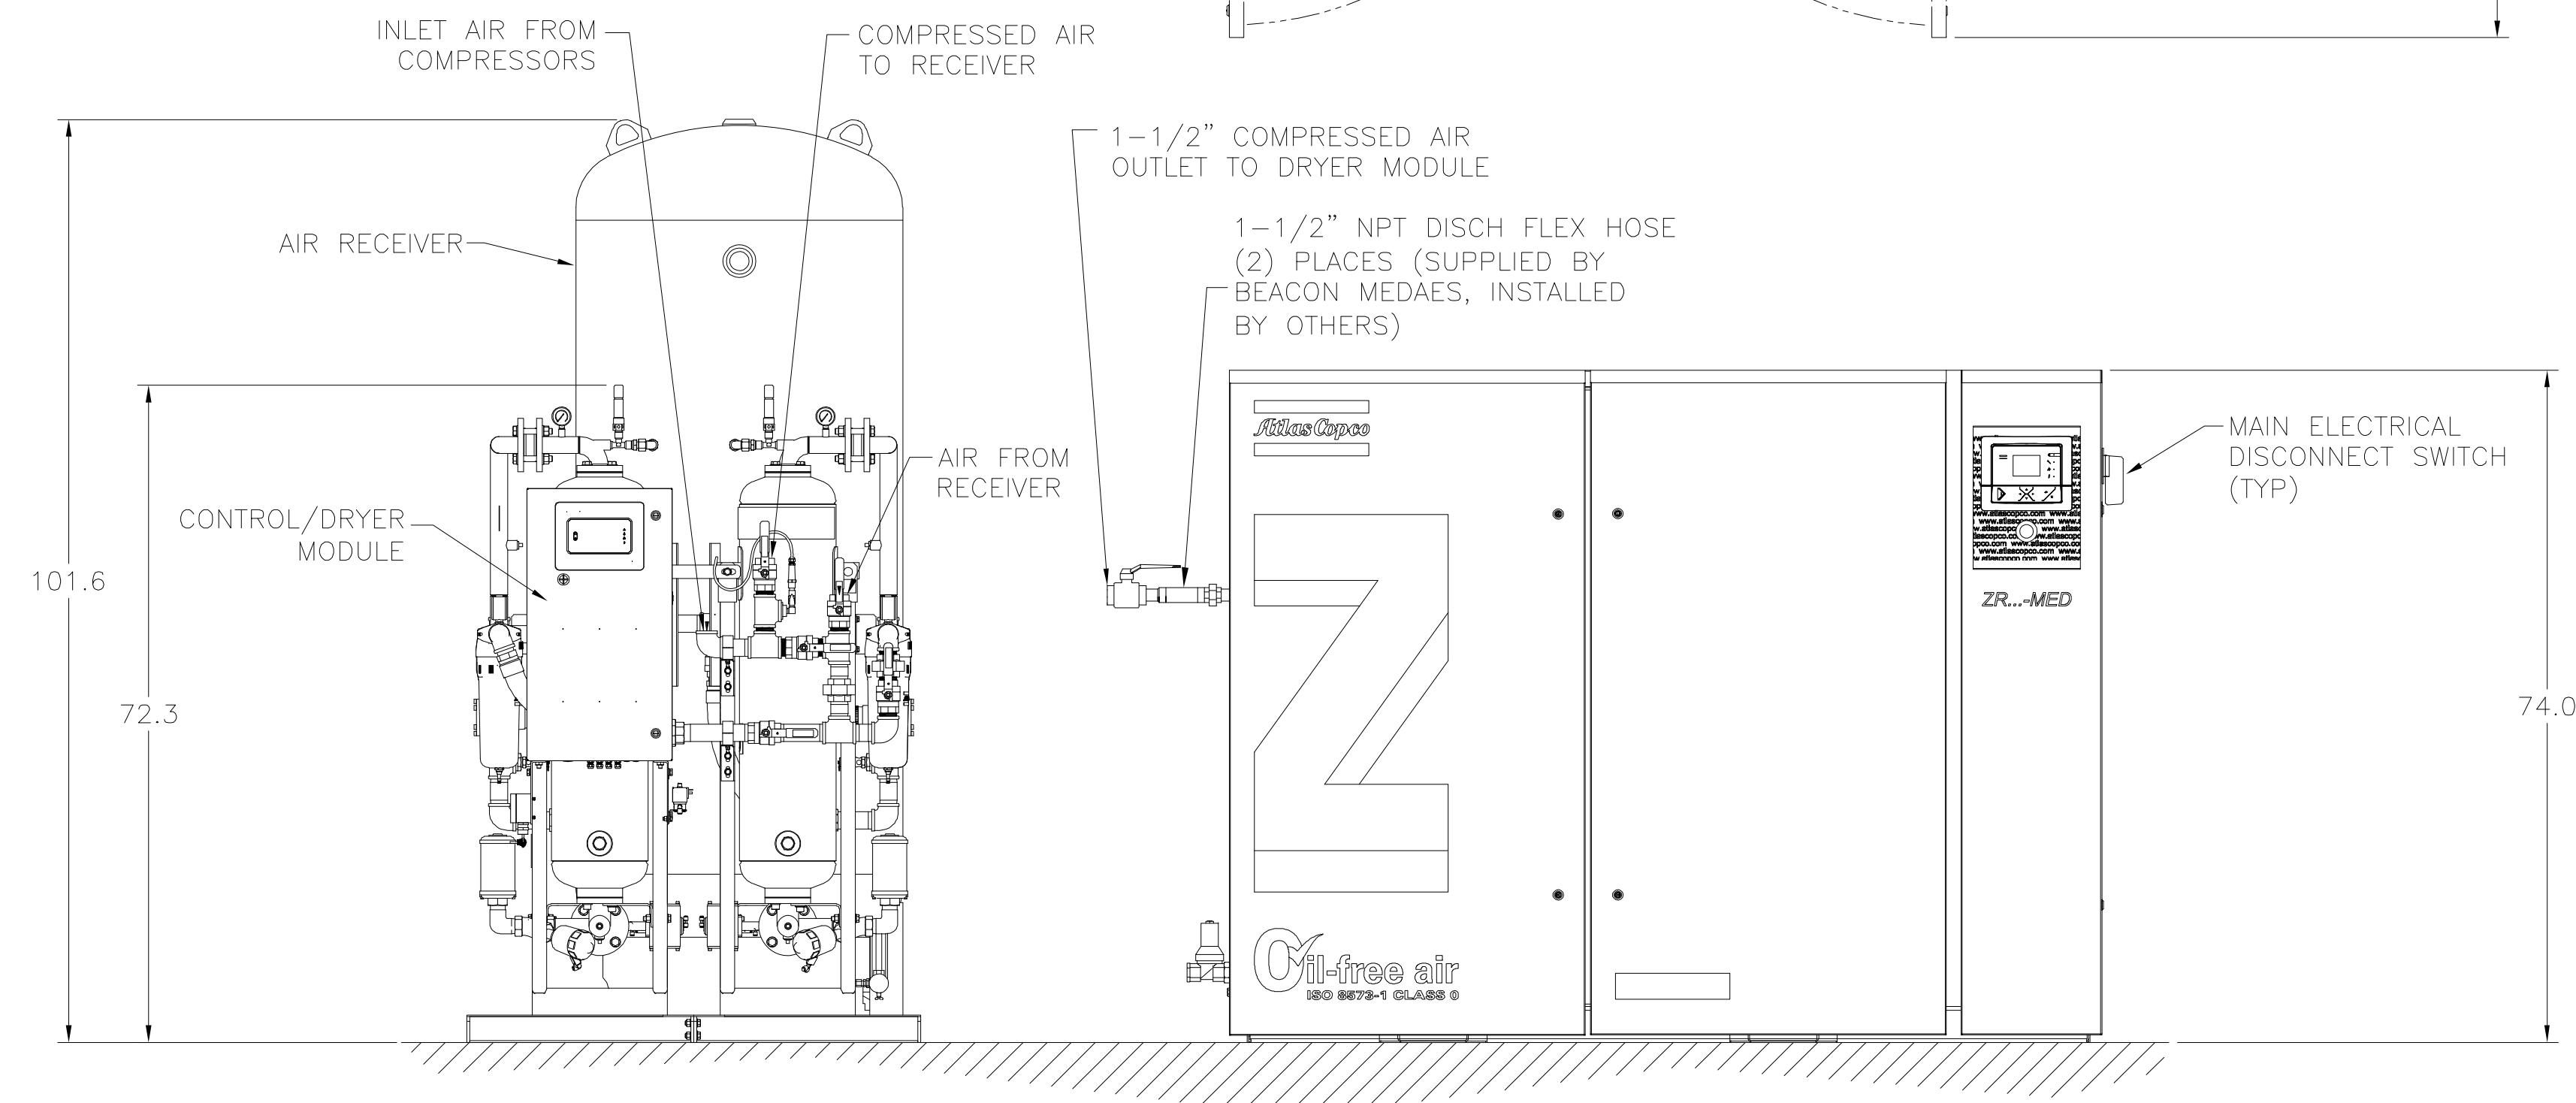 INLET AIR FROM
COMPRESSORS
COMPRESSED AIR
TO RECEIVER
1-1/2" COMPRESSED AIR
OUTLET TO DRYER MODULE
1-1/2" NPT DISCH FLEX HOSE
(2) PLACES (SUPPLIED BY
BEACON MEDAES, INSTALLED
BY OTHERS)
AIR RECEIVER
AIR FROM
RECEIVER
CONTROL/DRYER
MODULE
101.6
72.3
Atlas Copco
MAIN ELECTRICAL
DISCONNECT SWITCH
(TYP)
www.atlascopco.com
ZR...-MED
74.0
Oil-free air
ISO 8573-1 CLASS 0